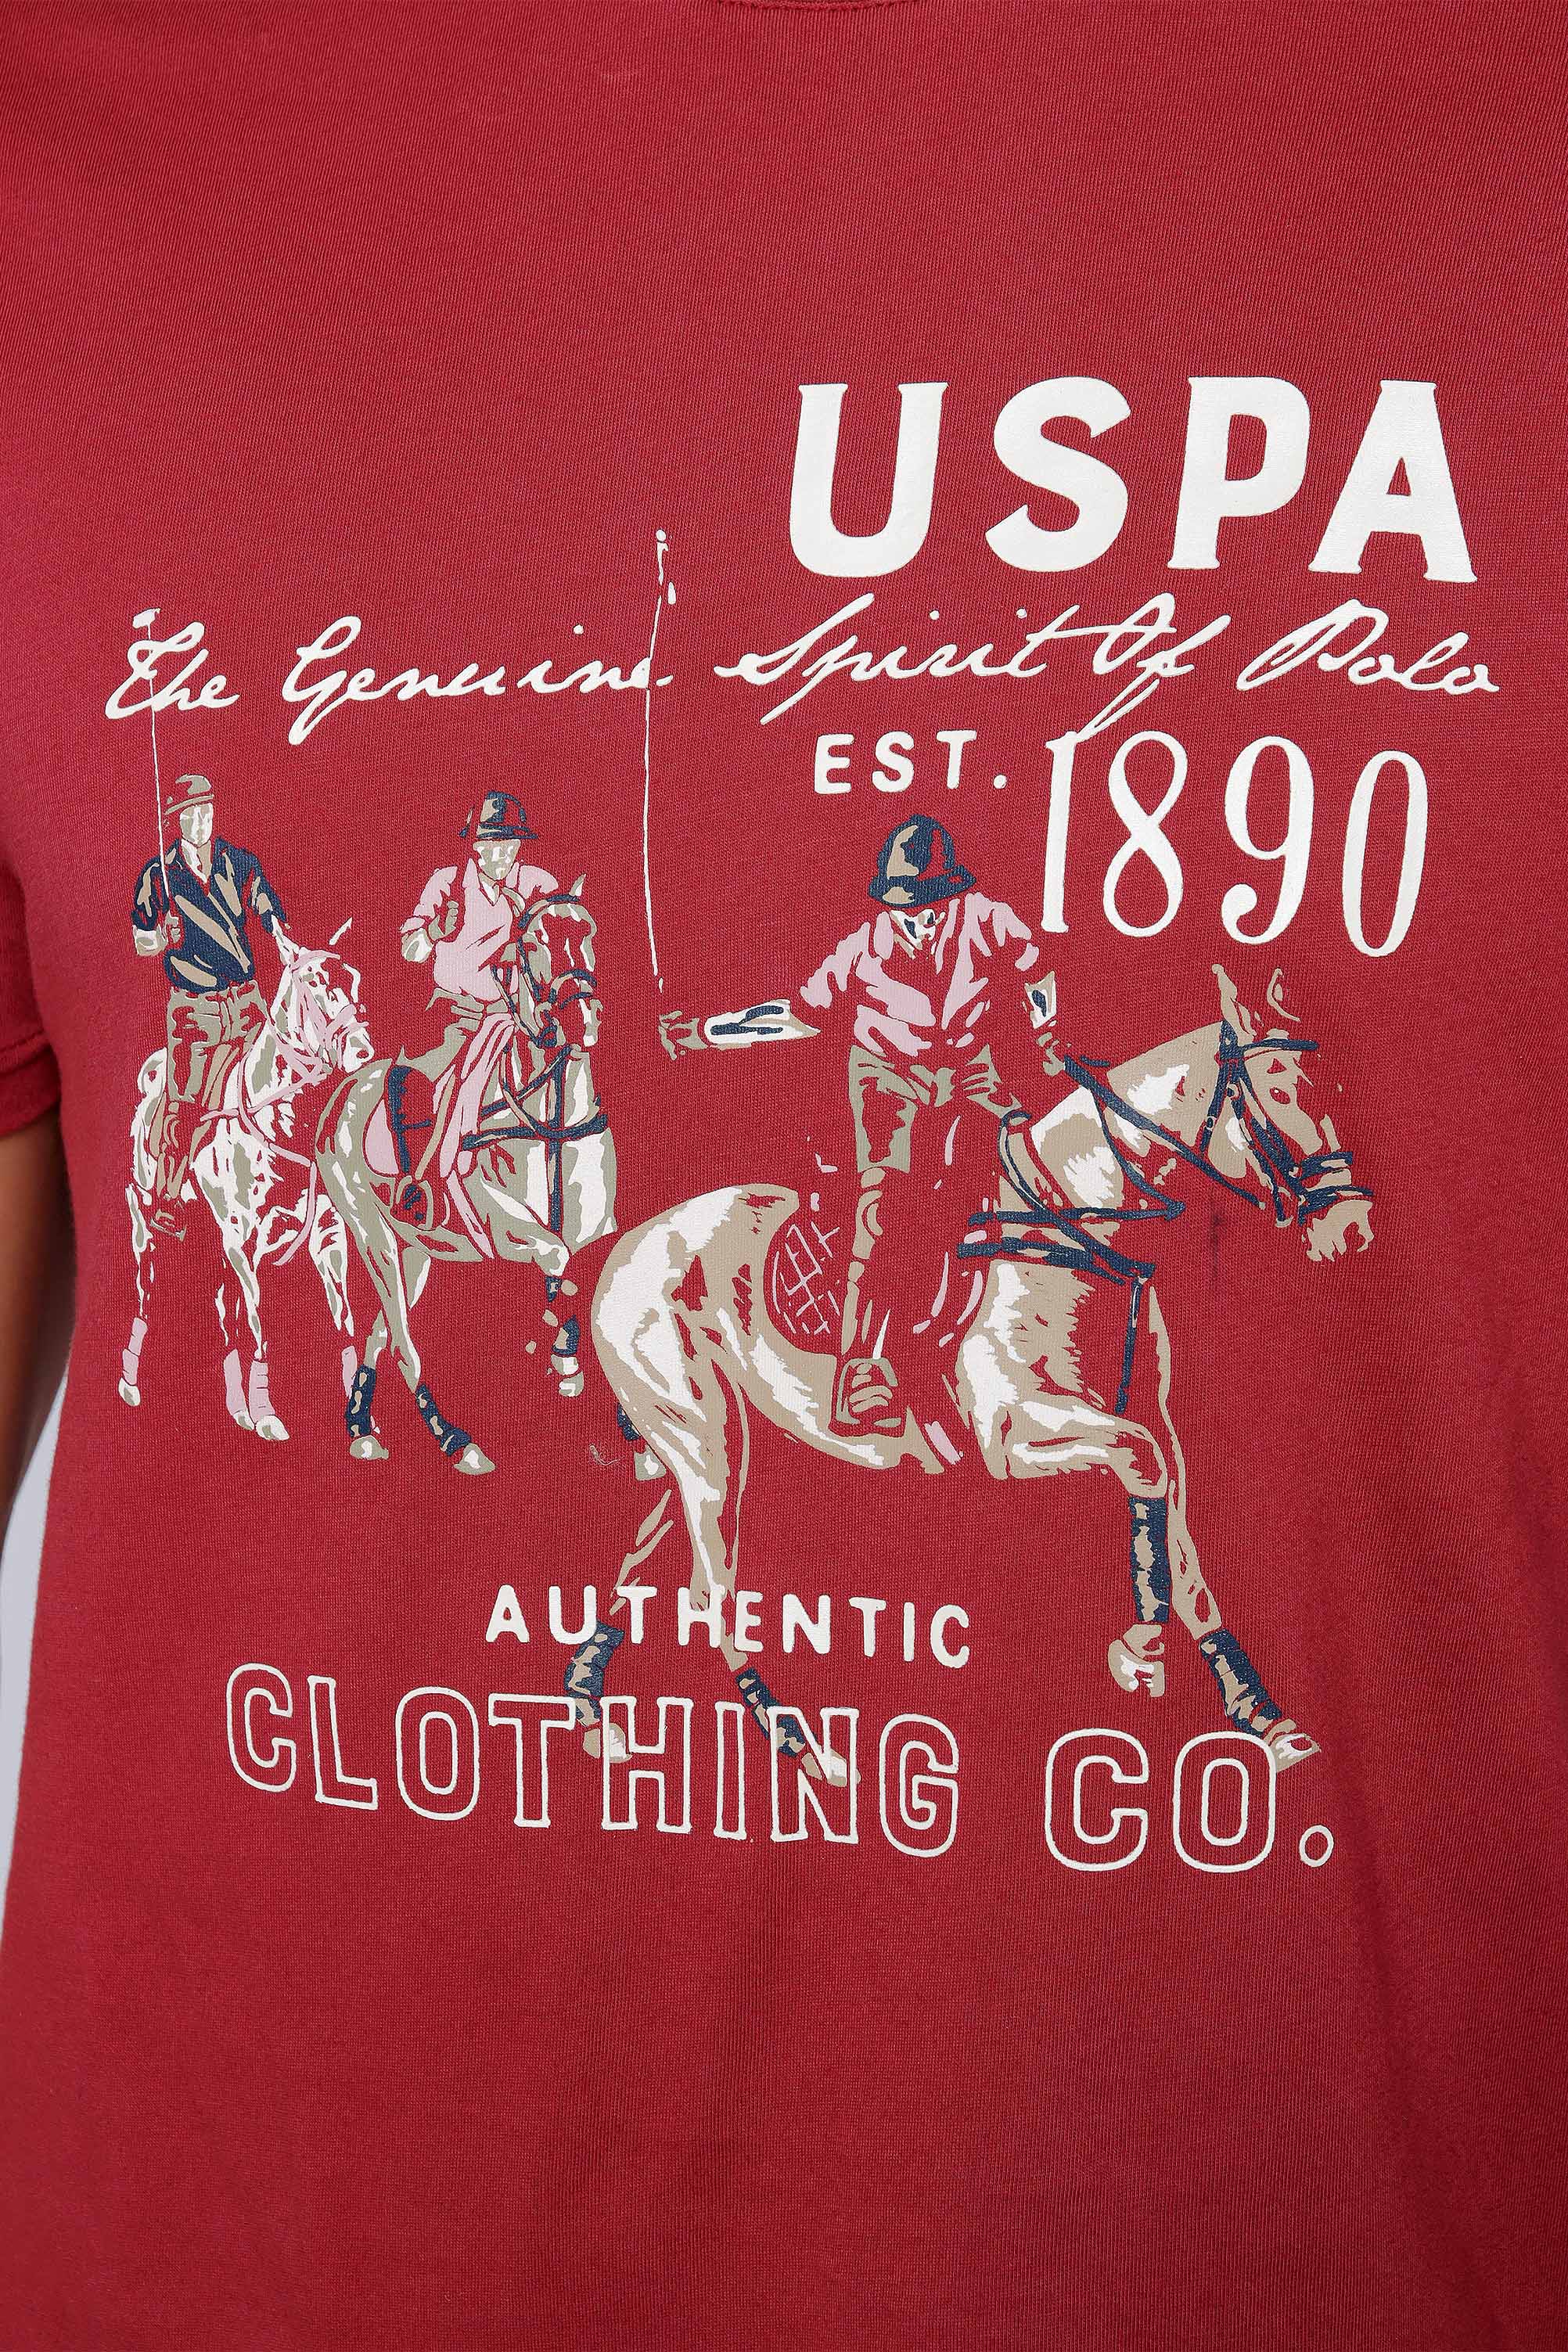 USPA
The Genuine Spirit Of Polo
EST. 1890
AUTHENTIC
CLOTHING CO.